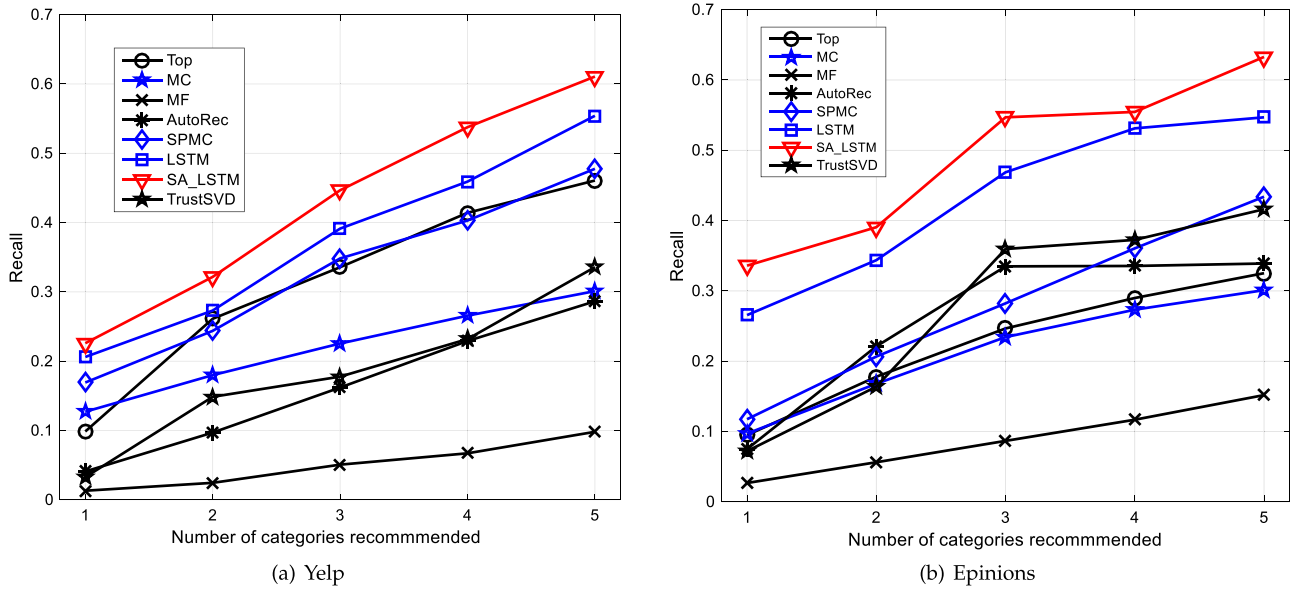 0.7
0.6
0.5
0.4
0.3
0.2
0.1
0
Recall
Top
MC
MF
AutoRec
SPMC
LSTM
SA_LSTM
TrustSVD
1 2 3 4 5
Number of categories recommmended
(a) Yelp
0.7
0.6
0.5
0.4
0.3
0.2
0.1
0
Recall
Top
MC
MF
AutoRec
SPMC
LSTM
SA_LSTM
TrustSVD
1 2 3 4 5
Number of categories recommmended
(b) Epinions